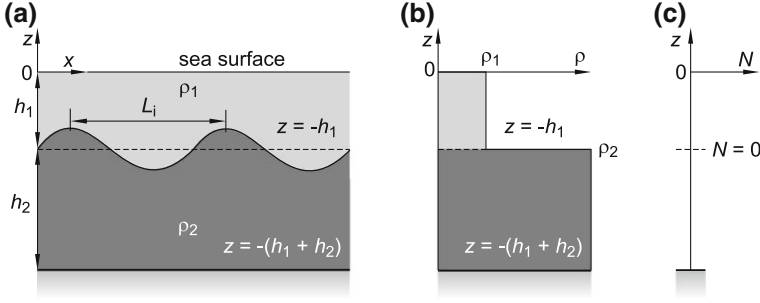 (a)
z
0
x
sea surface
ρ1
h1
Li
z = -h1
h2
ρ2
z = -(h1 + h2)
(b)
z
0
ρ1
ρ
z = -h1
ρ2
z = -(h1 + h2)
(c)
z
0
N
N = 0